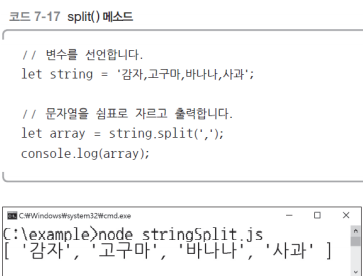 코드 7-17 split() 메소드
// 변수를 선언합니다.
let string = '감자,고구마,바나나,사과';
// 문자열을 쉼표로 자르고 출력합니다.
let array = string.split(',');
console.log(array);
C:#Windows#system32#cmd.exe
C:\example>node stringSplit.js
[ '감자', '고구마', '바나나', '사과' ]